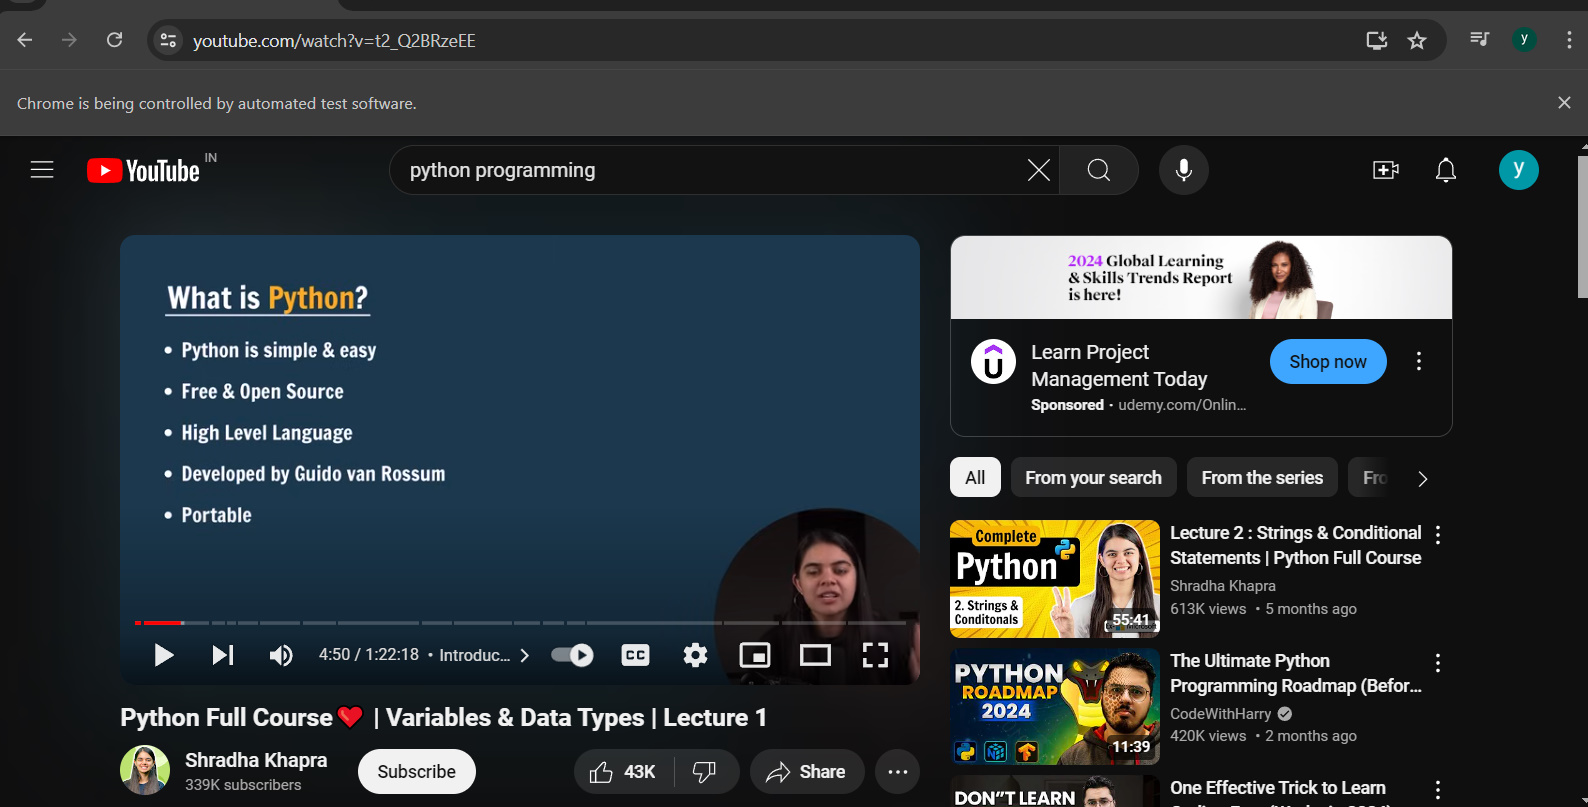 youtube.com/watch?v=t2_Q2BRzeEE
y
Chrome is being controlled by automated test software.
YouTube IN
python programming
y
What is Python?
• Python is simple & easy
• Free & Open Source
• High Level Language
• Developed by Guido van Rossum
• Portable
4:50 / 1:22:18 • Introduc...
CC
Python Full Course❤️ | Variables & Data Types | Lecture 1
Shradha Khapra
339K subscribers
Subscribe
43K
Share
2024 Global Learning
& Skills Trends Report
is here!
Learn Project
Management Today
Sponsored · udemy.com/Onlin...
Shop now
All
From your search
From the series
Fro
Complete
Python
2. Strings &
Conditonals
55:41
Lecture 2 : Strings & Conditional
Statements | Python Full Course
Shradha Khapra
613K views • 5 months ago
PYTHON
ROADMAP
2024
11:39
The Ultimate Python
Programming Roadmap (Befor...
CodeWithHarry
420K views • 2 months ago
DON"T LEARN
One Effective Trick to Learn